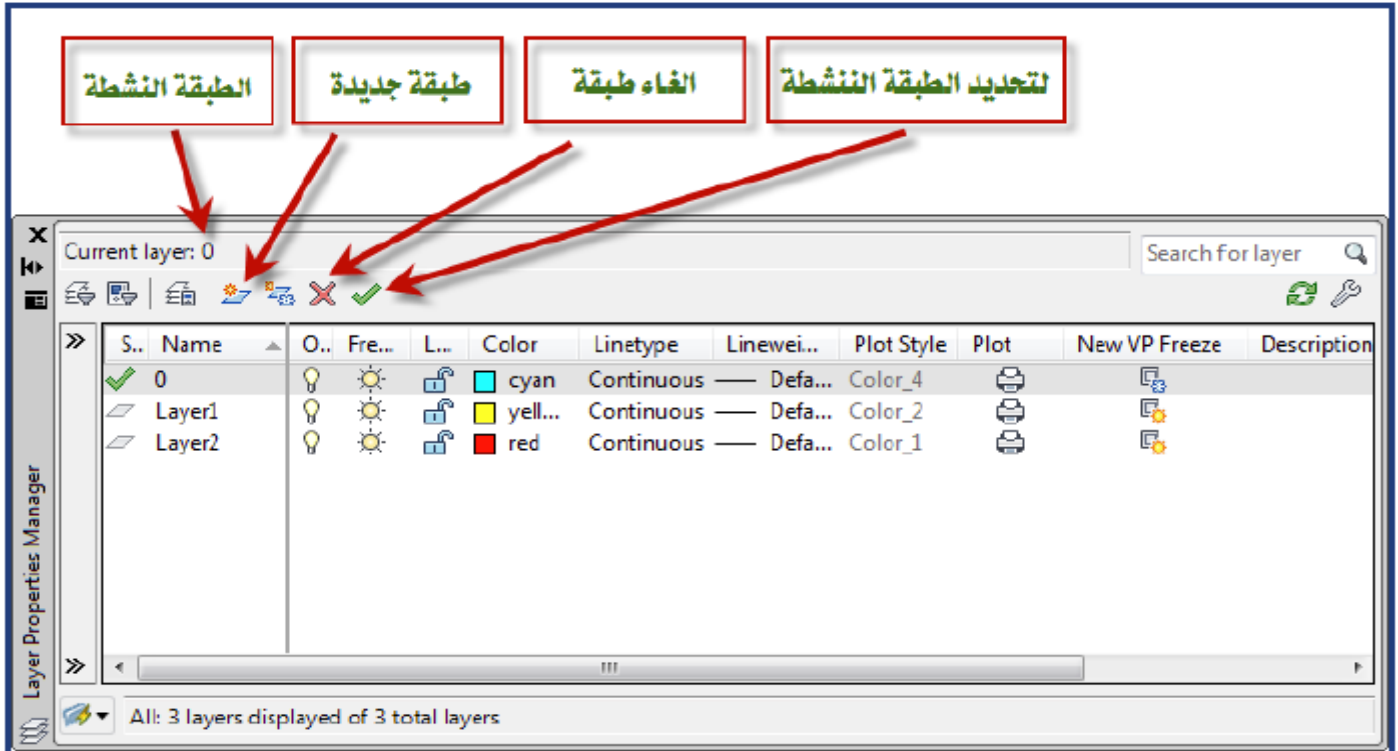 الطبقة النشطة
طبقة جديدة
الغاء طبقة
لتحديد الطبقة الننشطة
Current layer: 0
Search for layer
S.. Name O.. Fre... L... Color Linetype Linewei... Plot Style Plot New VP Freeze Description
0 cyan Continuous Defa... Color_4
Layer1 yell... Continuous Defa... Color_2
Layer2 red Continuous Defa... Color_1
Layer Properties Manager
All: 3 layers displayed of 3 total layers